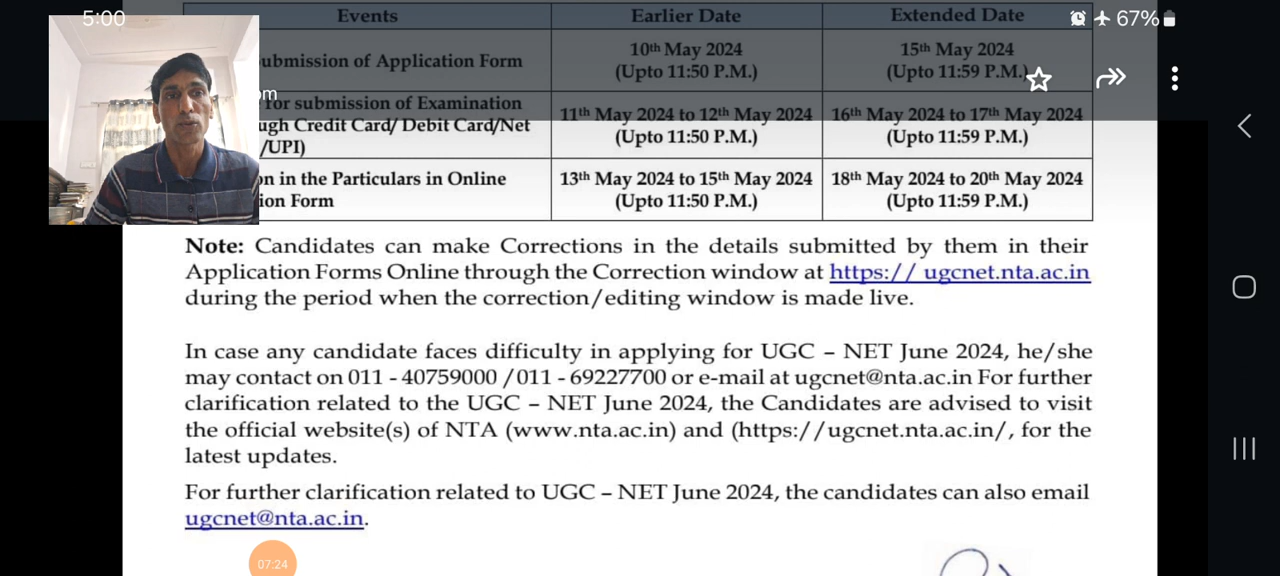 5:00
67%
Events Earlier Date Extended Date
ubmission of Application Form
10th May 2024
(Upto 11:50 P.M.)
15th May 2024
(Upto 11:59 P.M.)
om
for submission of Examination
ugh Credit Card/ Debit Card/Net
/UPI)
11th May 2024 to 12th May 2024
(Upto 11:50 P.M.)
16th May 2024 to 17th May 2024
(Upto 11:59 P.M.)
on in the Particulars in Online
ion Form
13th May 2024 to 15th May 2024
(Upto 11:50 P.M.)
18th May 2024 to 20th May 2024
(Upto 11:59 P.M.)
Note: Candidates can make Corrections in the details submitted by them in their
Application Forms Online through the Correction window at https:// ugcnet.nta.ac.in
during the period when the correction/editing window is made live.
In case any candidate faces difficulty in applying for UGC – NET June 2024, he/she
may contact on 011 - 40759000 /011 - 69227700 or e-mail at ugcnet@nta.ac.in For further
clarification related to the UGC – NET June 2024, the Candidates are advised to visit
the official website(s) of NTA (www.nta.ac.in) and (https://ugcnet.nta.ac.in/, for the
latest updates.
For further clarification related to UGC – NET June 2024, the candidates can also email
ugcnet@nta.ac.in.
07:24